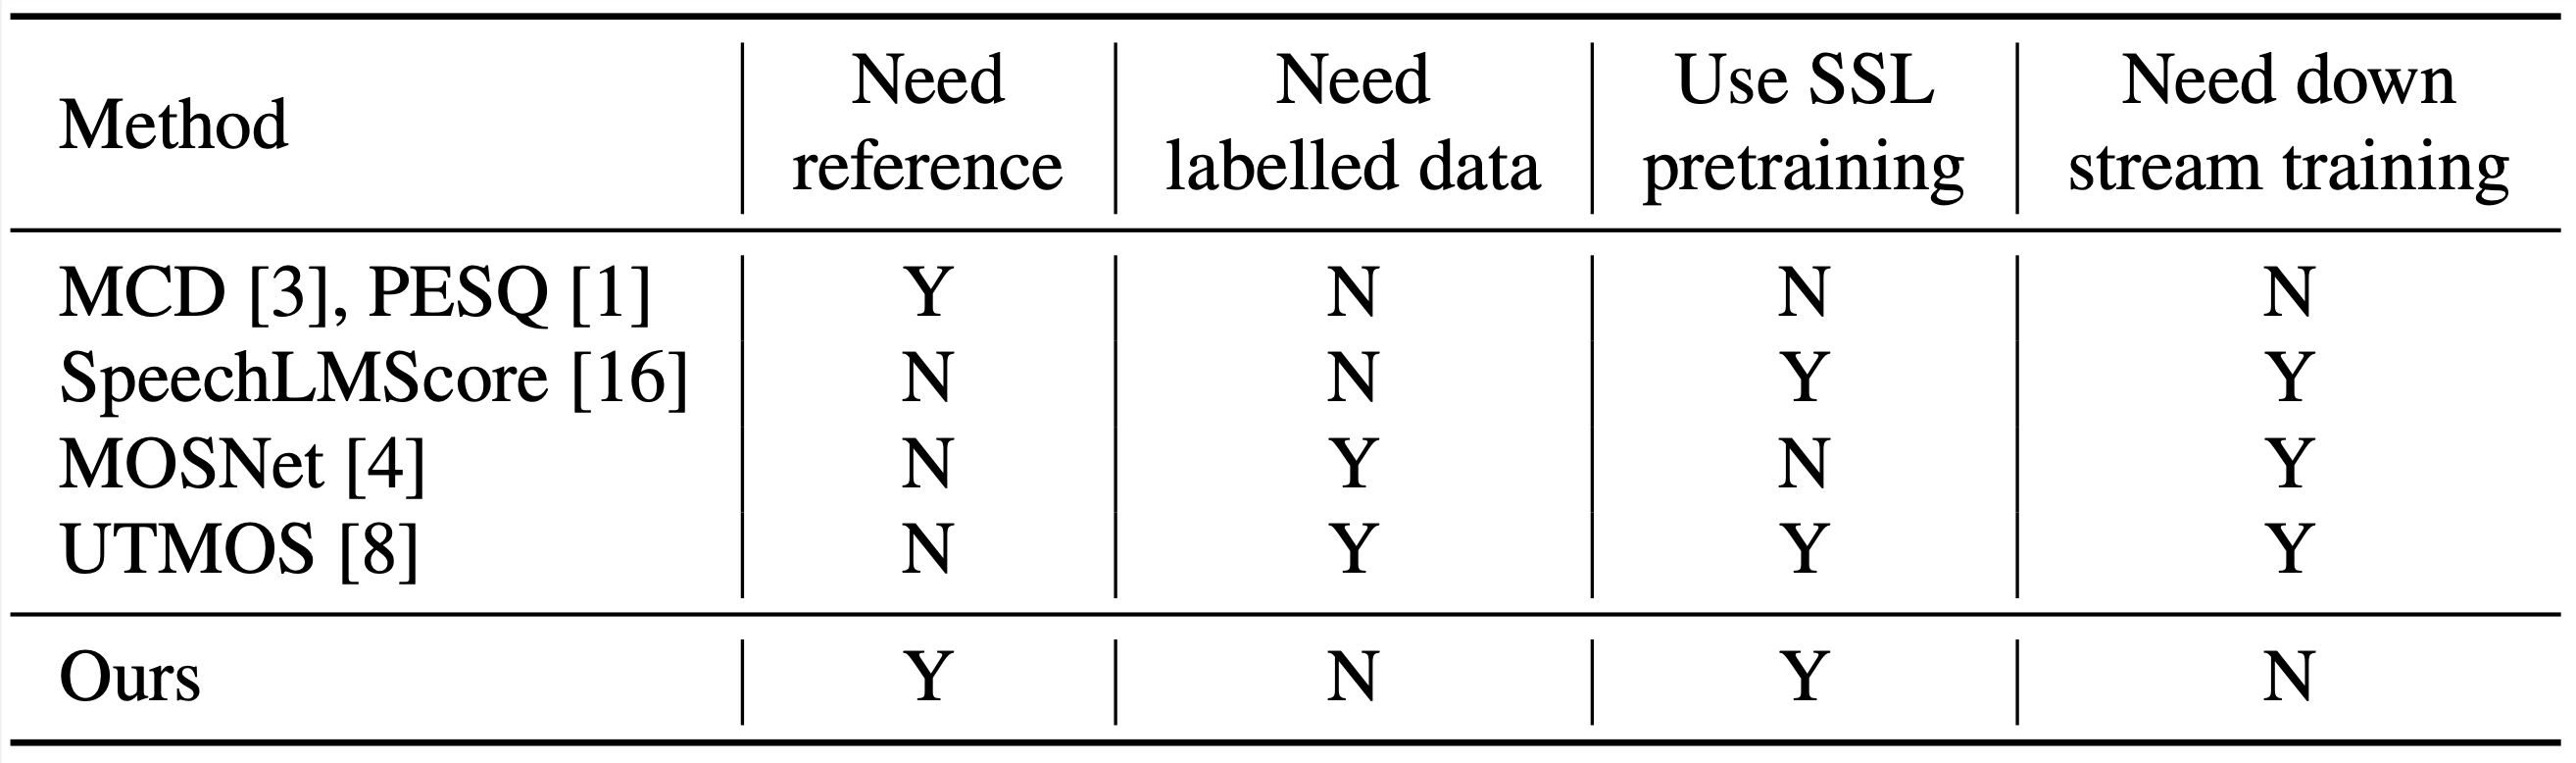 Method | Need reference | Need labelled data | Use SSL pretraining | Need down stream training
MCD [3], PESQ [1] | Y | N | N | N
SpeechLMScore [16] | N | N | Y | Y
MOSNet [4] | N | Y | N | Y
UTMOS [8] | N | Y | Y | Y
Ours | Y | N | Y | N